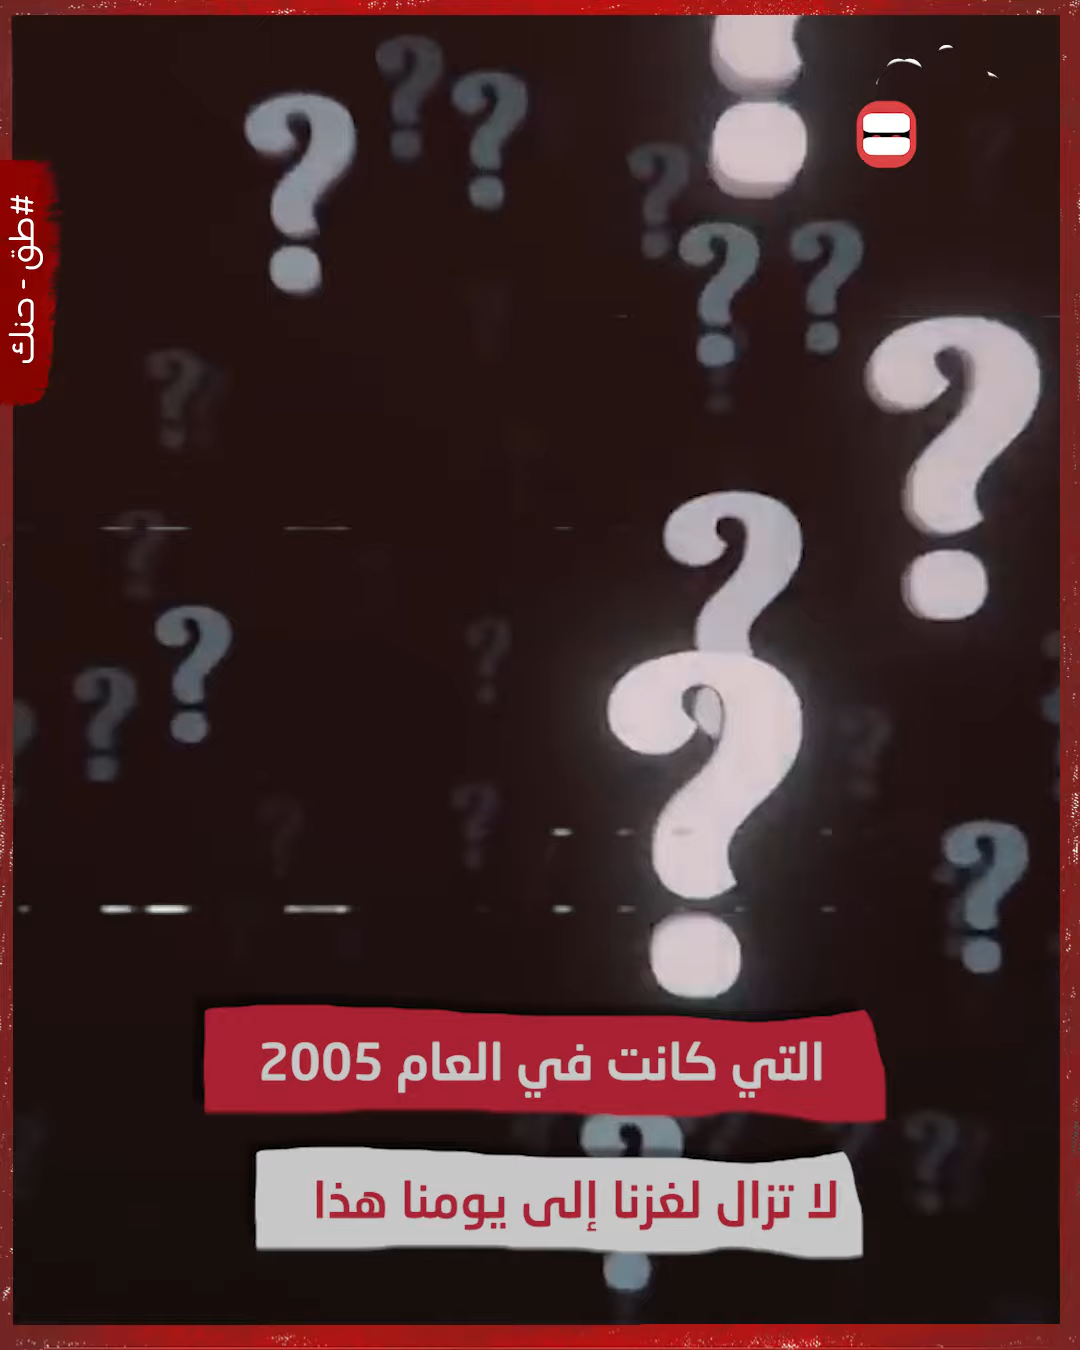 #طق - حنك
التي كانت في العام 2005
لا تزال لغزنا إلى يومنا هذا